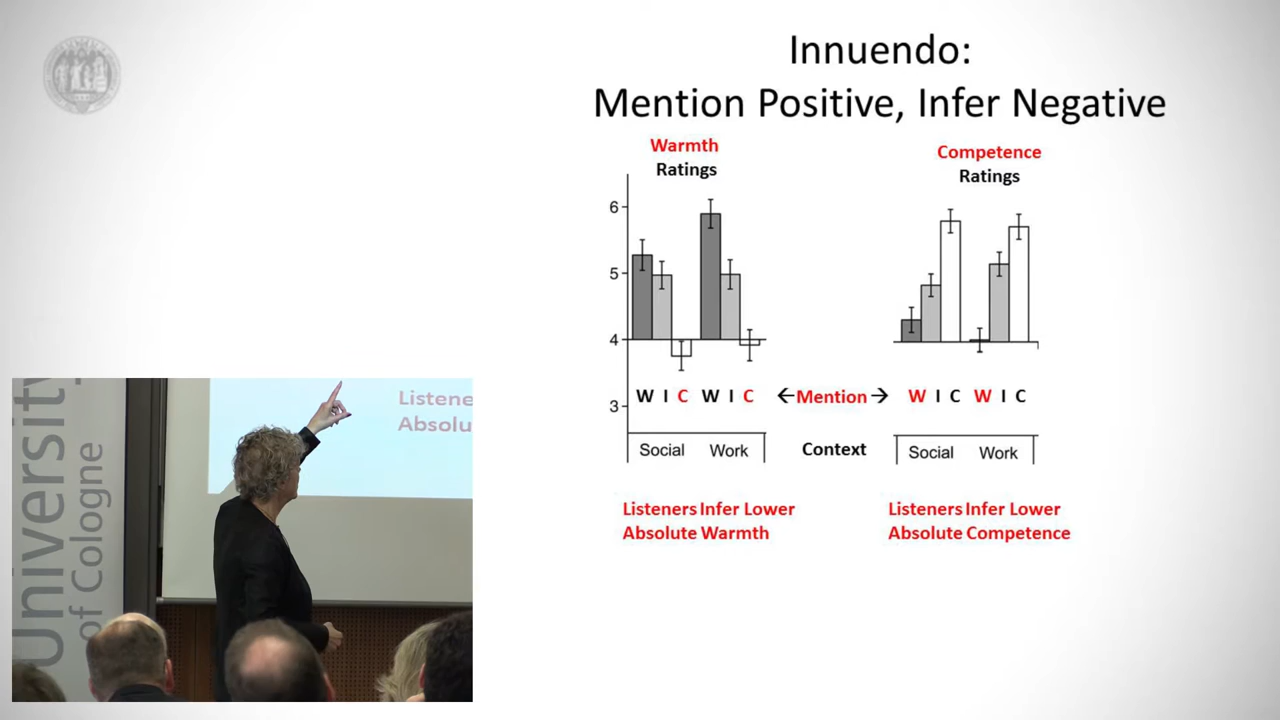 Innuendo:
Mention Positive, Infer Negative
Warmth
Ratings
Competence
Ratings
6
5
4
3
W I C W I C
←Mention→
W I C W I C
Social Work
Context
Social Work
Listeners Infer Lower
Absolute Warmth
Listeners Infer Lower
Absolute Competence
University
of Cologne
Listene
Absolu